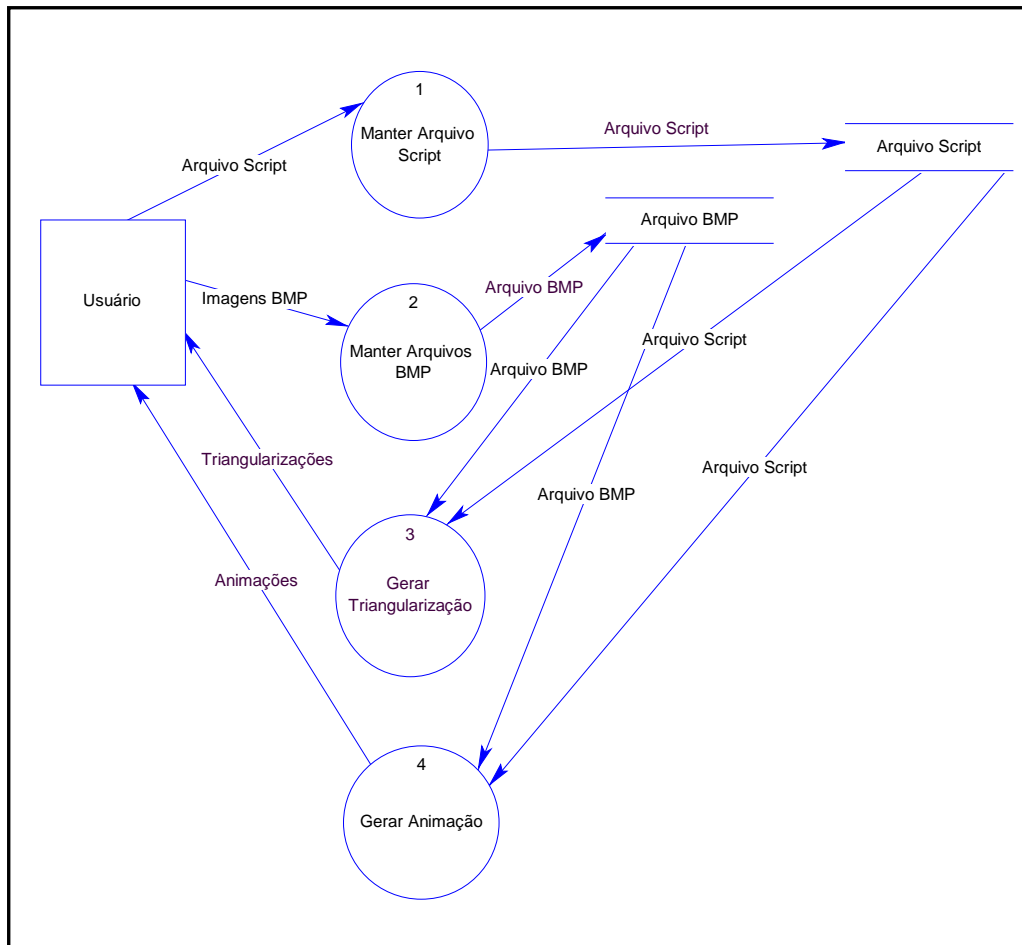 1
Manter Arquivo
Script
Arquivo Script
Arquivo Script
Arquivo Script
Arquivo BMP
Usuário
Imagens BMP
2
Manter Arquivos
BMP
Arquivo BMP
Arquivo Script
Arquivo BMP
Triangularizações
Arquivo Script
Arquivo BMP
3
Gerar
Triangularização
Animações
4
Gerar Animação